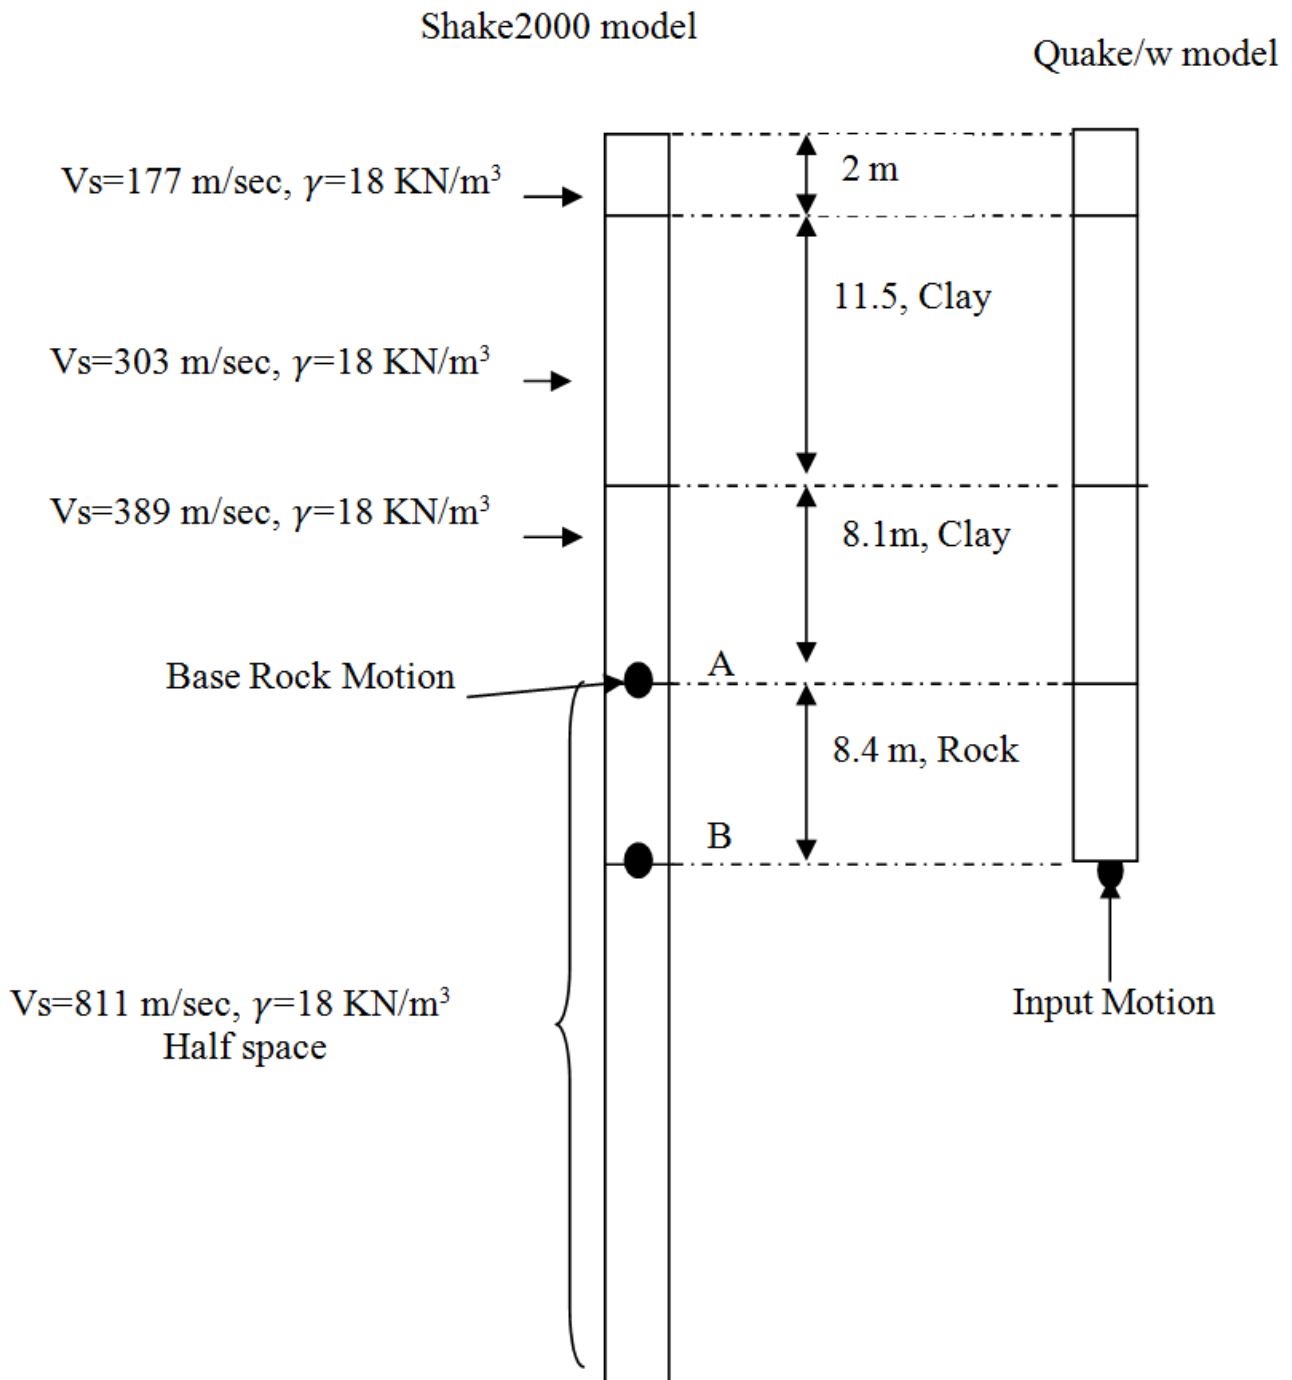 Shake2000 model
Quake/w model
Vs=177 m/sec, γ=18 KN/m³
2 m
11.5, Clay
Vs=303 m/sec, γ=18 KN/m³
Vs=389 m/sec, γ=18 KN/m³
8.1m, Clay
Base Rock Motion
A
8.4 m, Rock
B
Vs=811 m/sec, γ=18 KN/m³
Half space
Input Motion